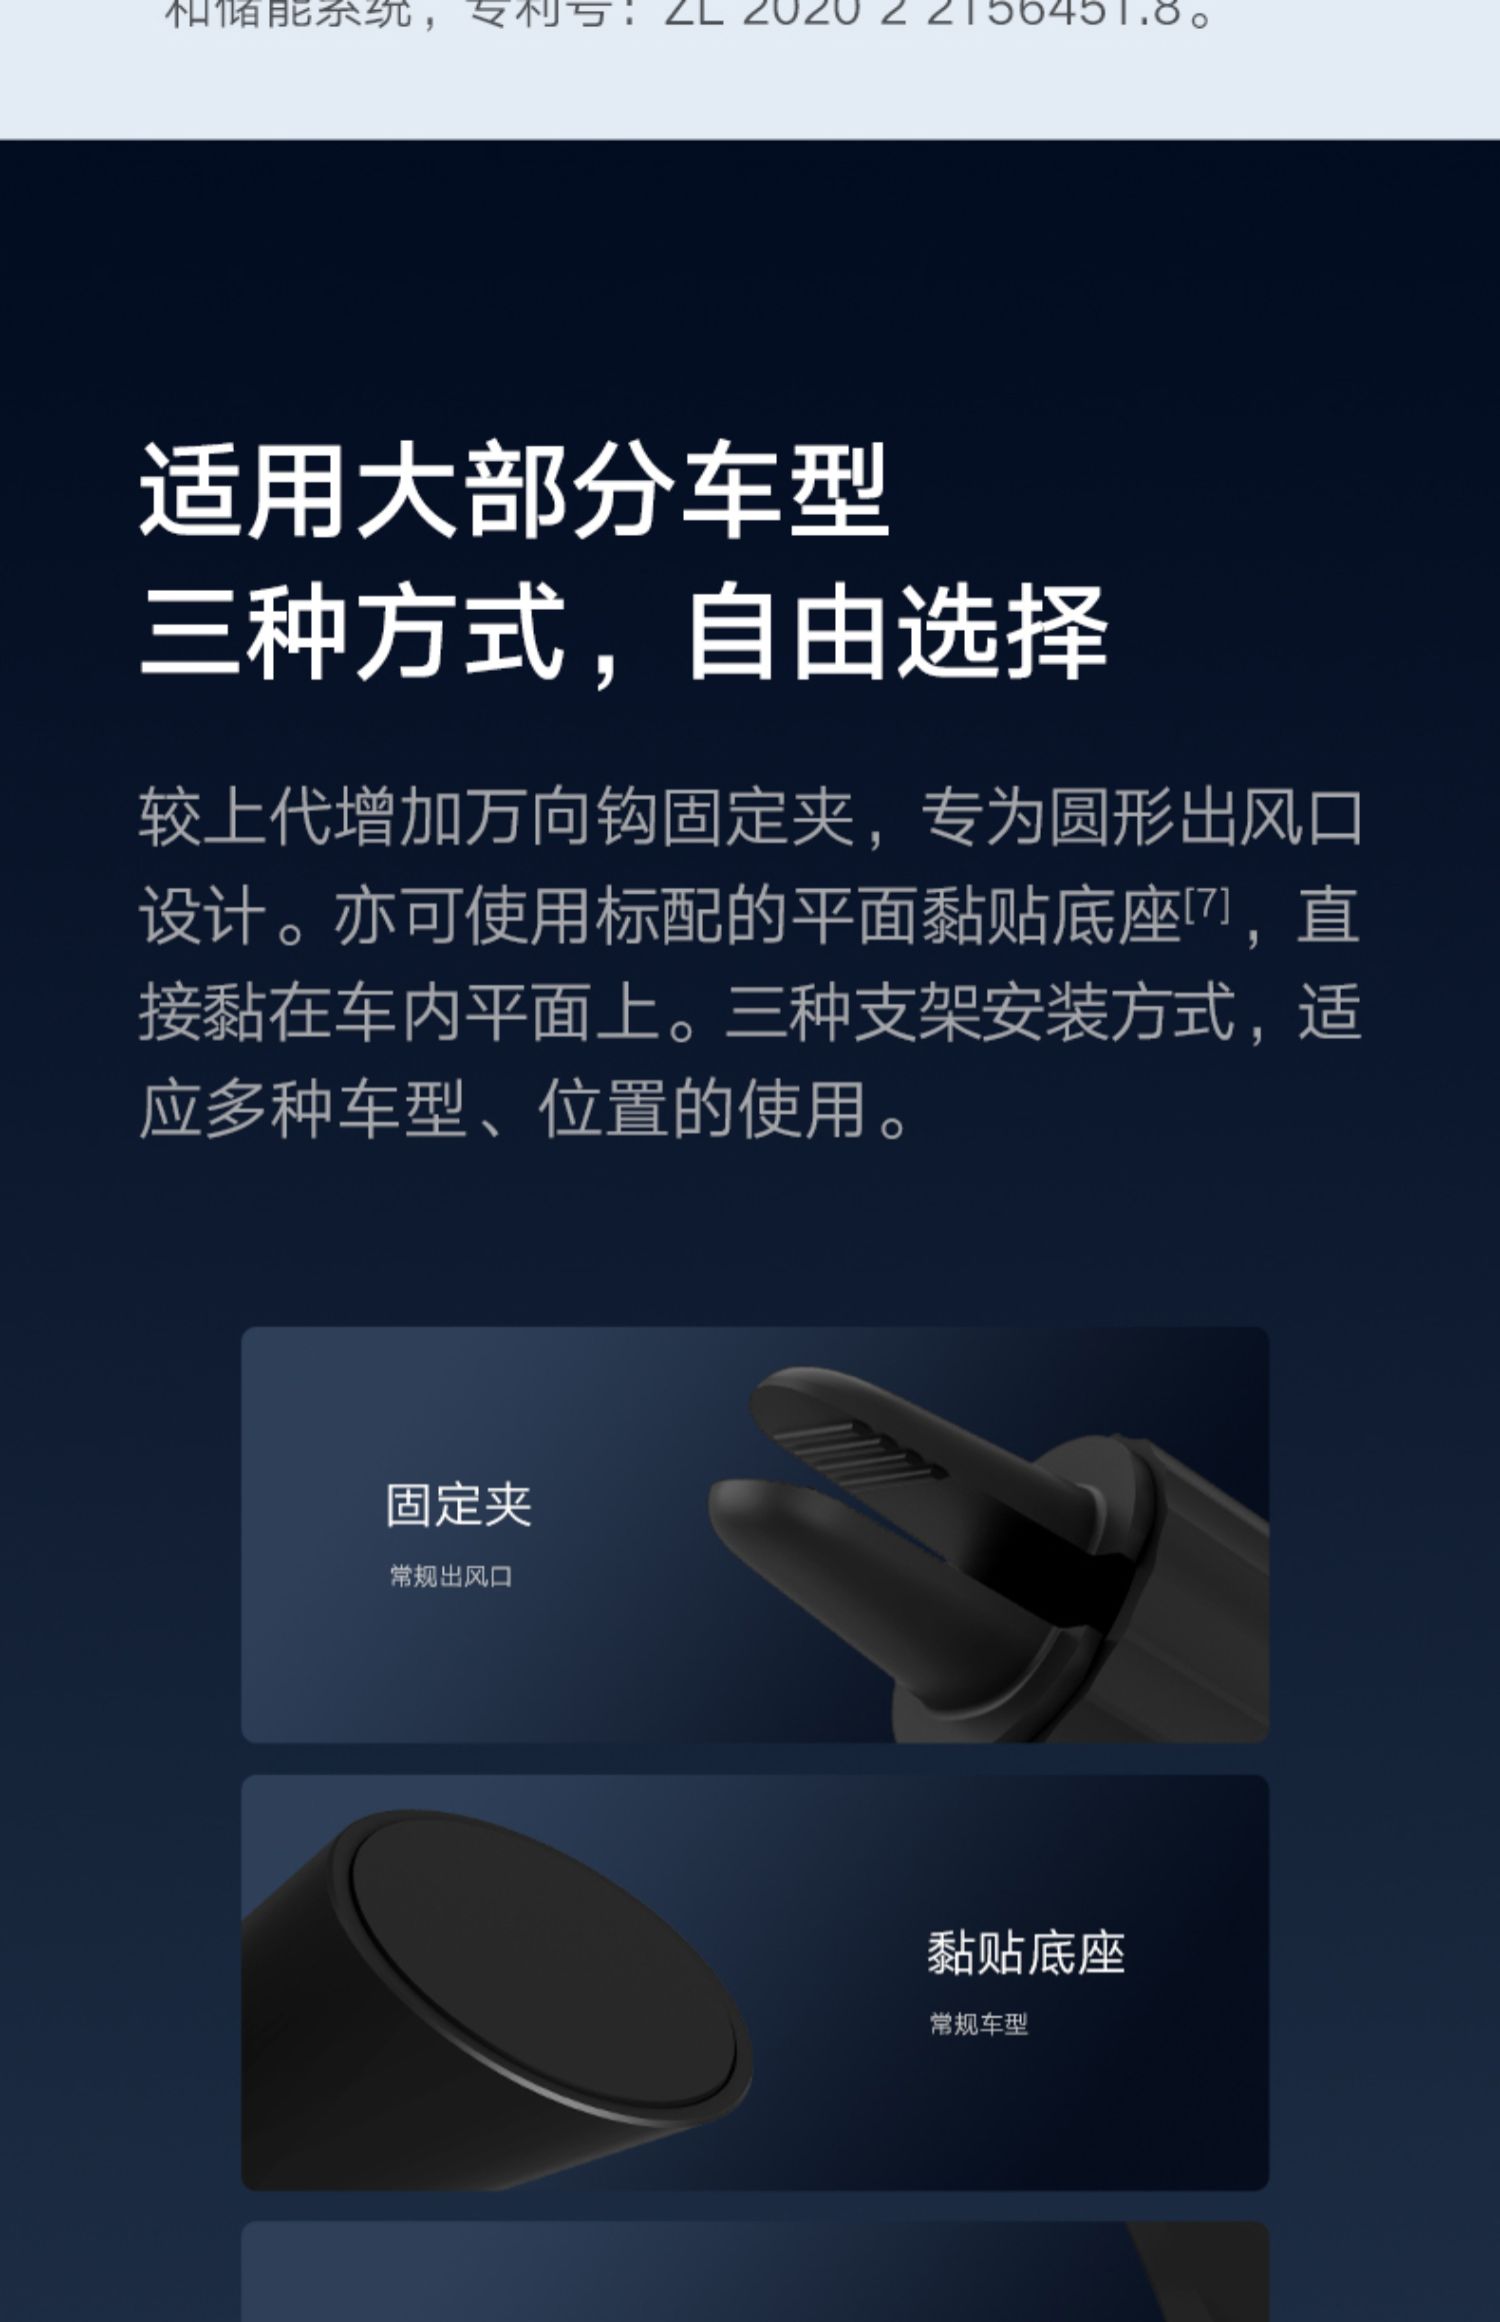 和储能系统，专利号：ZL 2020 2 2156451.8。
适用大部分车型
三种方式，自由选择
较上代增加万向钩固定夹，专为圆形出风口
设计。亦可使用标配的平面黏贴底座[7]，直
接黏在车内平面上。三种支架安装方式，适
应多种车型、位置的使用。
固定夹
常规出风口
黏贴底座
常规车型